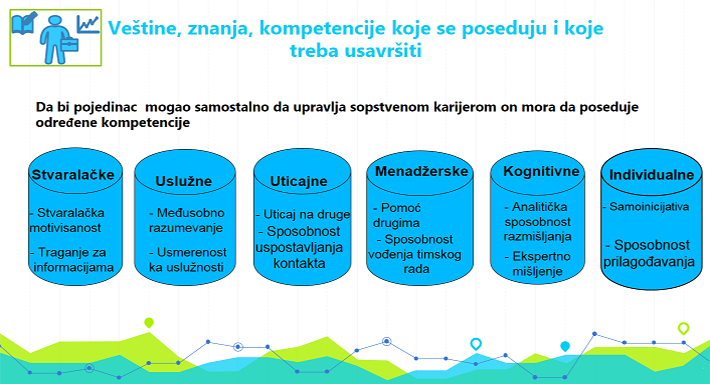 Veštine, znanja, kompetencije koje se poseduju i koje
treba usavršiti
Da bi pojedinac mogao samostalno da upravlja sopstvenom karijerom on mora da poseduje
određene kompetencije
Stvaralačke
- Stvaralačka
motivisanost
- Traganje za
informacijama
Uslužne
- Međusobno
razumevanje
- Usmerenost
ka uslužnosti
Uticajne
- Uticaj na druge
- Sposobnost
uspostavljanja
kontakta
Menadžerske
- Pomoć
drugima
- Sposobnost
vođenja timskog
rada
Kognitivne
- Analitička
sposobnost
razmišljanja
- Ekspertno
mišljenje
Individualne
- Samoinicijativa
- Sposobnost
prilagođavanja